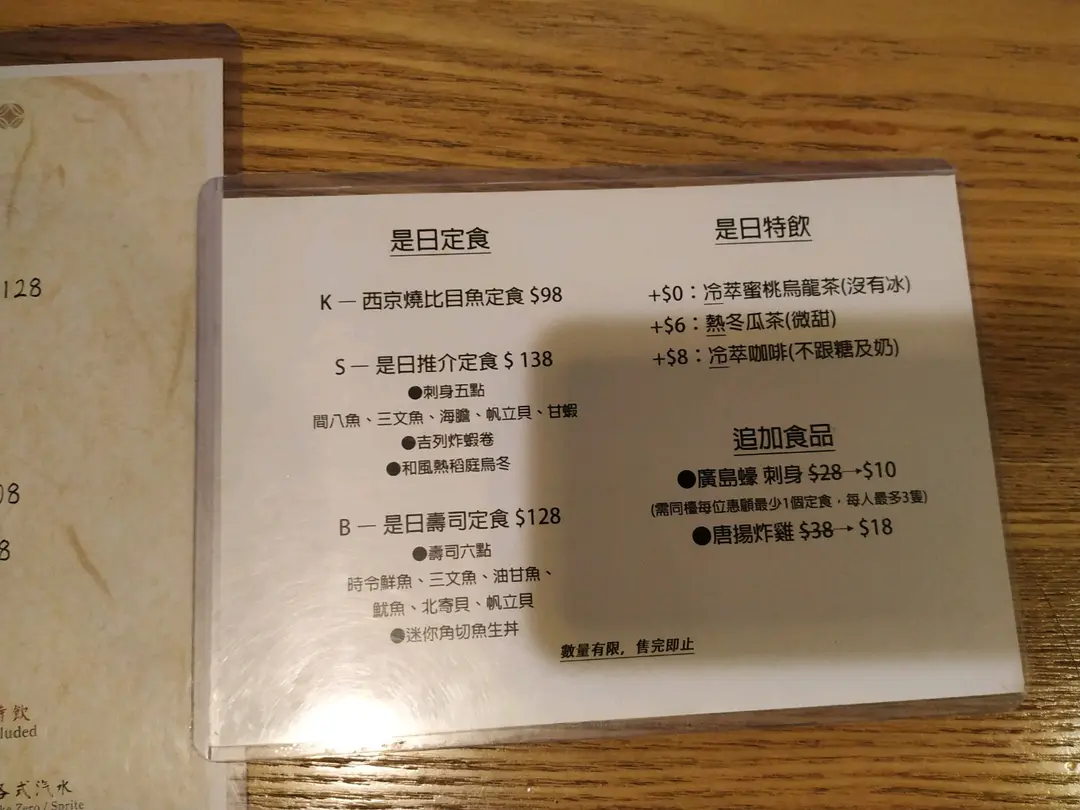 128
08
8
特飲
luded
各式汽水
ke Zero / Sprite
是日定食
K — 西京燒比目魚定食 $98
S — 是日推介定食 $ 138
●刺身五點
間八魚、三文魚、海膽、帆立貝、甘蝦
●吉列炸蝦卷
●和風熱稻庭烏冬
B — 是日壽司定食 $128
●壽司六點
時令鮮魚、三文魚、油甘魚、
魷魚、北寄貝、帆立貝
●迷你角切魚生丼
是日特飲
+$0：冷萃蜜桃烏龍茶(沒有冰)
+$6：熱冬瓜茶(微甜)
+$8：冷萃咖啡(不跟糖及奶)
追加食品
●廣島蠔 刺身 $28→$10
(需同檯每位惠顧最少1個定食，每人最多3隻)
●唐揚炸雞 $38→ $18
數量有限，售完即止